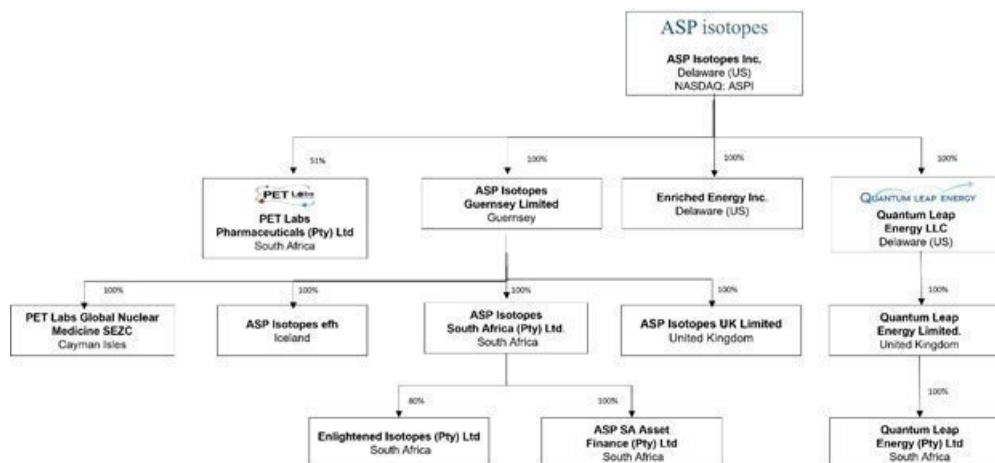 ASP isotopes
ASP Isotopes Inc.
Delaware (US)
NASDAQ: ASPI
51%
100%
100%
100%
PET Labs
PET Labs
Pharmaceuticals (Pty) Ltd
South Africa
ASP Isotopes
Guernsey Limited
Guernsey
Enriched Energy Inc.
Delaware (US)
QUANTUM LEAP ENERGY
Quantum Leap
Energy LLC
Delaware (US)
100%
100%
100%
100%
100%
PET Labs Global Nuclear
Medicine SEZC
Cayman Isles
ASP Isotopes efh
Iceland
ASP Isotopes
South Africa (Pty) Ltd.
South Africa
ASP Isotopes UK Limited
United Kingdom
Quantum Leap
Energy Limited.
United Kingdom
80%
100%
100%
Enlightened Isotopes (Pty) Ltd
South Africa
ASP SA Asset
Finance (Pty) Ltd
South Africa
Quantum Leap
Energy (Pty) Ltd
South Africa